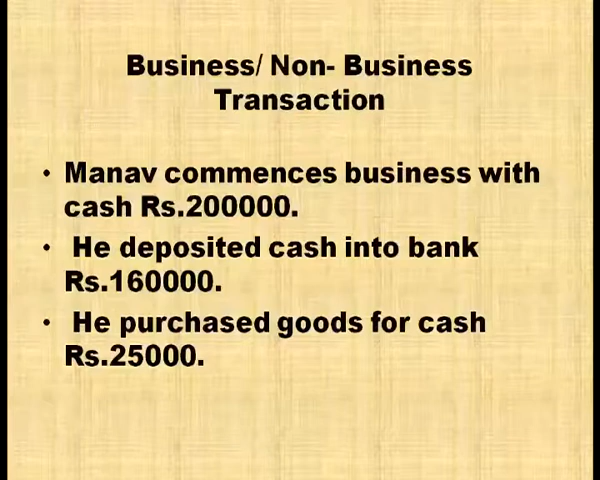 Business/ Non- Business
Transaction
• Manav commences business with
cash Rs.200000.
• He deposited cash into bank
Rs.160000.
• He purchased goods for cash
Rs.25000.